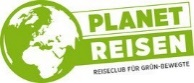 PLANET
REISEN
REISECLUB FÜR GRÜN-BEWEGTE